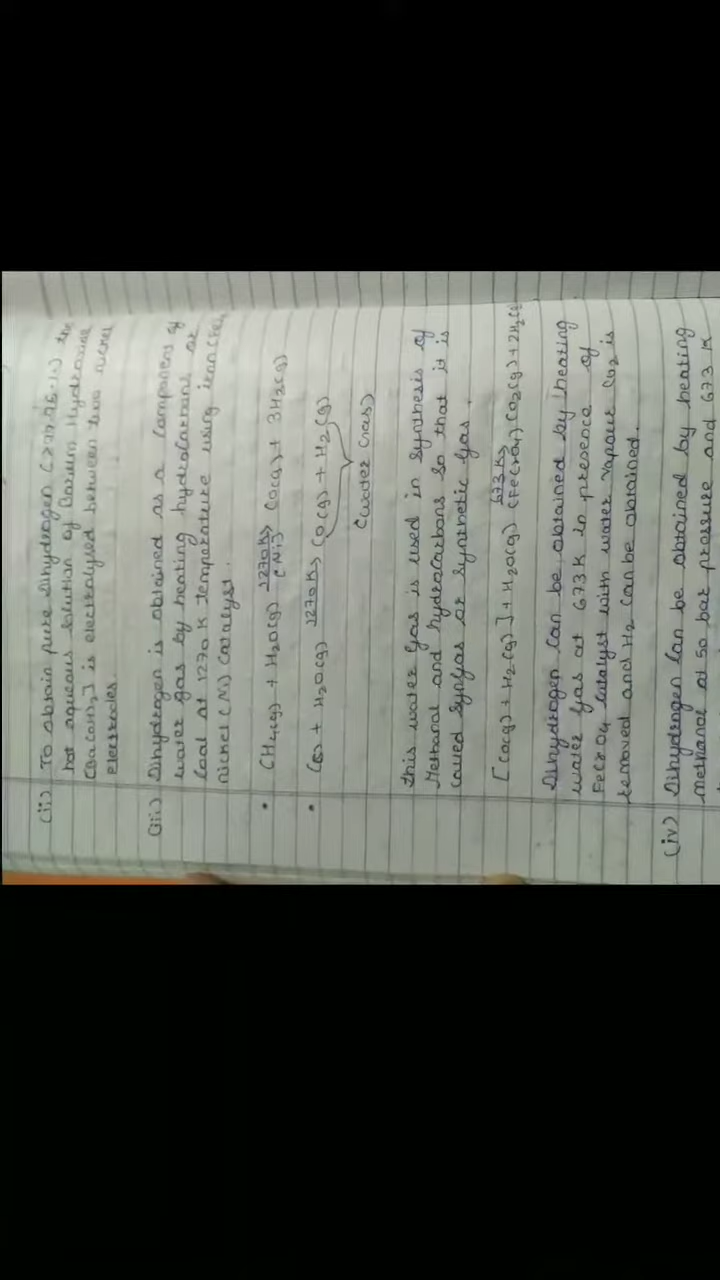 (ii) To obtain pure Dihydrogen (>99.95%) the
hot aqueous solution of Barium Hydroxide
[Ba(OH)2] is electrolysed between two nickel
electrodes.
(iii) Dihydrogen is obtained as a component of
water gas by heating hydrocarbons or
coal at 1270 K temperature using iron (Fe),
nickel (Ni) catalyst.
• CH4(g) + H2O(g) 1270K> CO(g) + 3H2(g)
(Ni)
• C(s) + H2O(g) 1270K> CO(g) + H2(g)
(water Gas)
this water gas is used in synthesis of
Methanol and hydrocarbons so that it is
called syngas or synthetic gas.
[CO(g) + H2(g)] + H2O(g) 673K> CO2(g) + 2H2(g)
(FeCrO4)
Dihydrogen can be obtained by heating
water gas at 673 K in presence of
FeCrO4 catalyst with water vapour CO2 is
removed and H2 can be obtained.
(iv) Dihydrogen can be obtained by heating
methanol at 50 bar pressure and 673 K